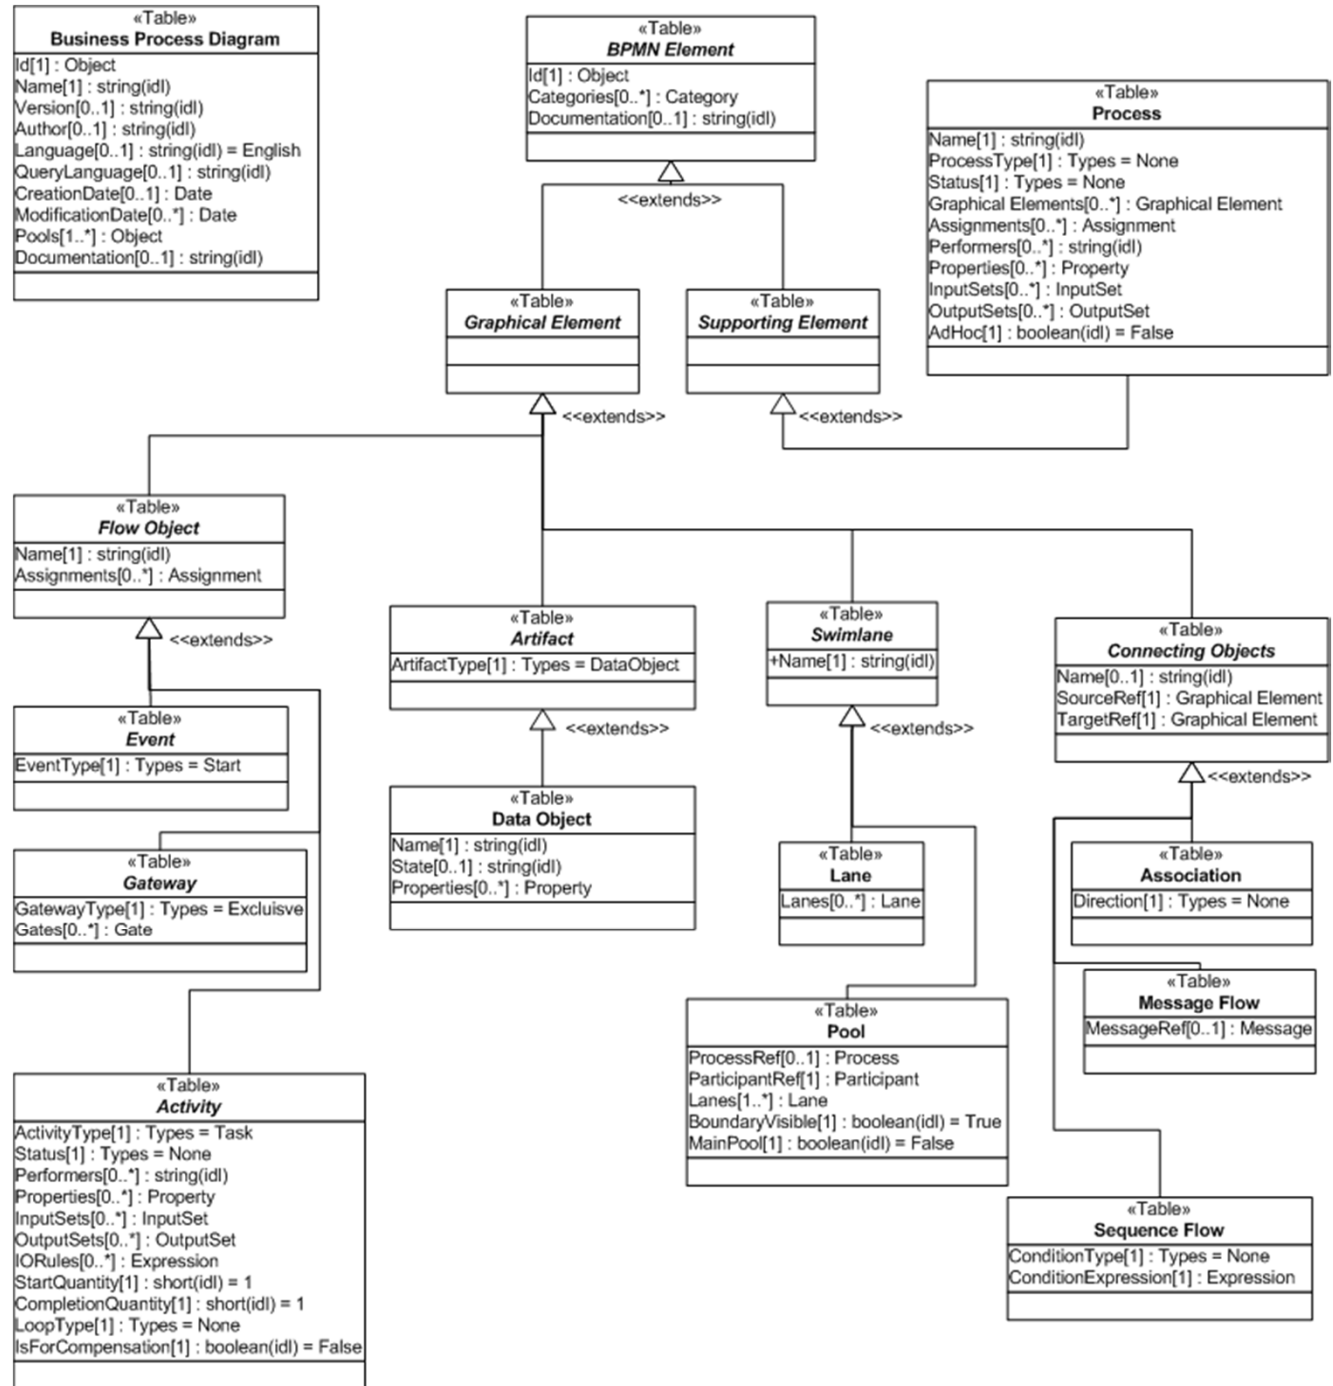 «Table»
Business Process Diagram
Id[1] : Object
Name[1] : string(idl)
Version[0..1] : string(idl)
Author[0..1] : string(idl)
Language[0..1] : string(idl) = English
QueryLanguage[0..1] : string(idl)
CreationDate[0..1] : Date
ModificationDate[0..*] : Date
Pools[1..*] : Object
Documentation[0..1] : string(idl)
«Table»
BPMN Element
Id[1] : Object
Categories[0..*] : Category
Documentation[0..1] : string(idl)
<<extends>>
«Table»
Process
Name[1] : string(idl)
ProcessType[1] : Types = None
Status[1] : Types = None
Graphical Elements[0..*] : Graphical Element
Assignments[0..*] : Assignment
Performers[0..*] : string(idl)
Properties[0..*] : Property
InputSets[0..*] : InputSet
OutputSets[0..*] : OutputSet
AdHoc[1] : boolean(idl) = False
«Table»
Graphical Element
<<extends>>
«Table»
Supporting Element
<<extends>>
«Table»
Flow Object
Name[1] : string(idl)
Assignments[0..*] : Assignment
<<extends>>
«Table»
Artifact
ArtifactType[1] : Types = DataObject
<<extends>>
«Table»
Swimlane
+Name[1] : string(idl)
<<extends>>
«Table»
Connecting Objects
Name[0..1] : string(idl)
SourceRef[1] : Graphical Element
TargetRef[1] : Graphical Element
<<extends>>
«Table»
Event
EventType[1] : Types = Start
«Table»
Data Object
Name[1] : string(idl)
State[0..1] : string(idl)
Properties[0..*] : Property
«Table»
Lane
Lanes[0..*] : Lane
«Table»
Association
Direction[1] : Types = None
«Table»
Gateway
GatewayType[1] : Types = Excluisve
Gates[0..*] : Gate
«Table»
Message Flow
MessageRef[0..1] : Message
«Table»
Pool
ProcessRef[0..1] : Process
ParticipantRef[1] : Participant
Lanes[1..*] : Lane
BoundaryVisible[1] : boolean(idl) = True
MainPool[1] : boolean(idl) = False
«Table»
Activity
ActivityType[1] : Types = Task
Status[1] : Types = None
Performers[0..*] : string(idl)
Properties[0..*] : Property
InputSets[0..*] : InputSet
OutputSets[0..*] : OutputSet
IORules[0..*] : Expression
StartQuantity[1] : short(idl) = 1
CompletionQuantity[1] : short(idl) = 1
LoopType[1] : Types = None
IsForCompensation[1] : boolean(idl) = False
«Table»
Sequence Flow
ConditionType[1] : Types = None
ConditionExpression[1] : Expression